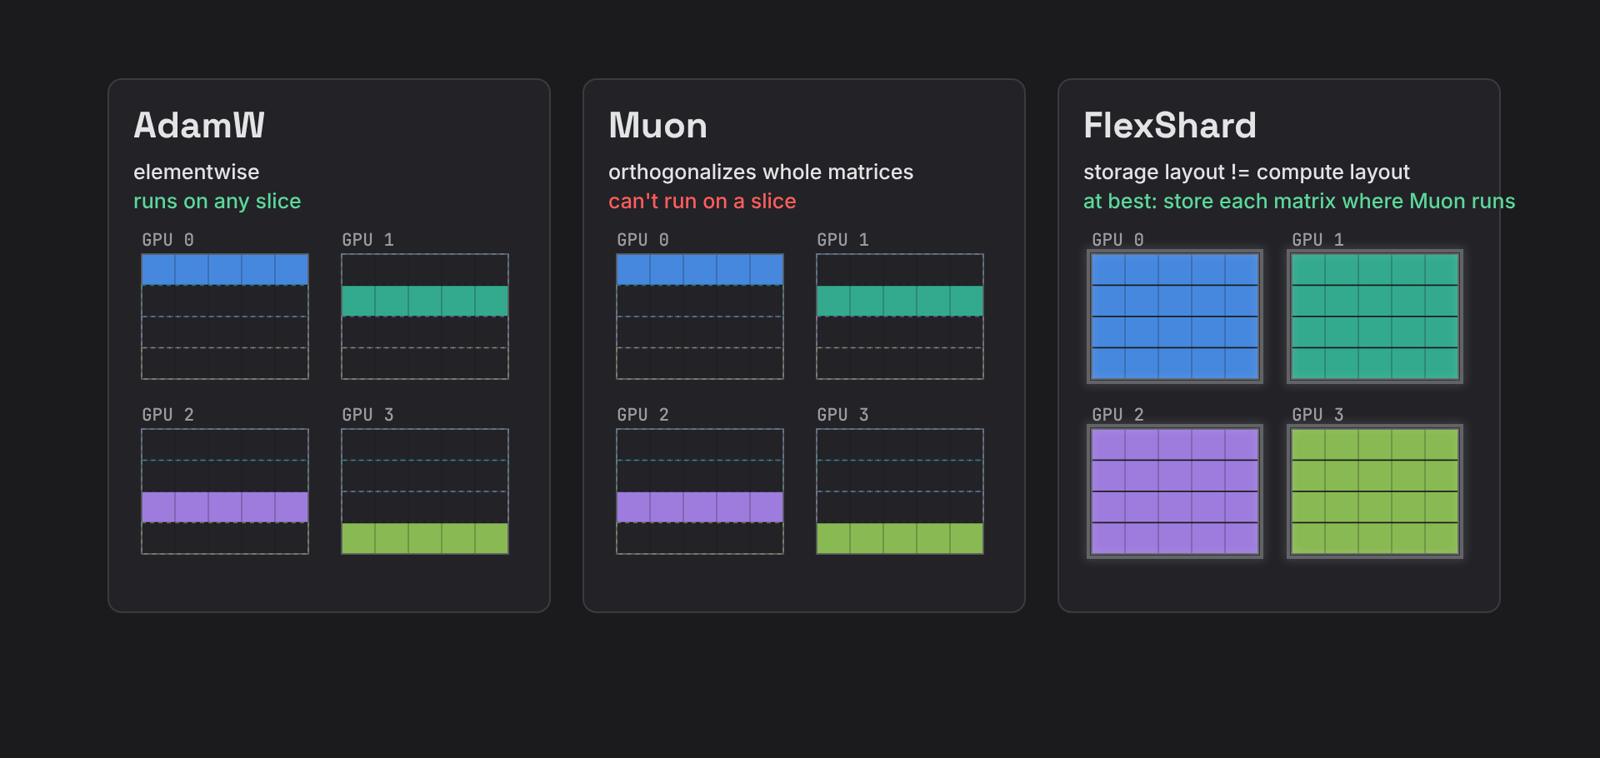 AdamW
elementwise
runs on any slice
GPU 0
GPU 1
GPU 2
GPU 3
Muon
orthogonalizes whole matrices
can't run on a slice
GPU 0
GPU 1
GPU 2
GPU 3
FlexShard
storage layout != compute layout
at best: store each matrix where Muon runs
GPU 0
GPU 1
GPU 2
GPU 3